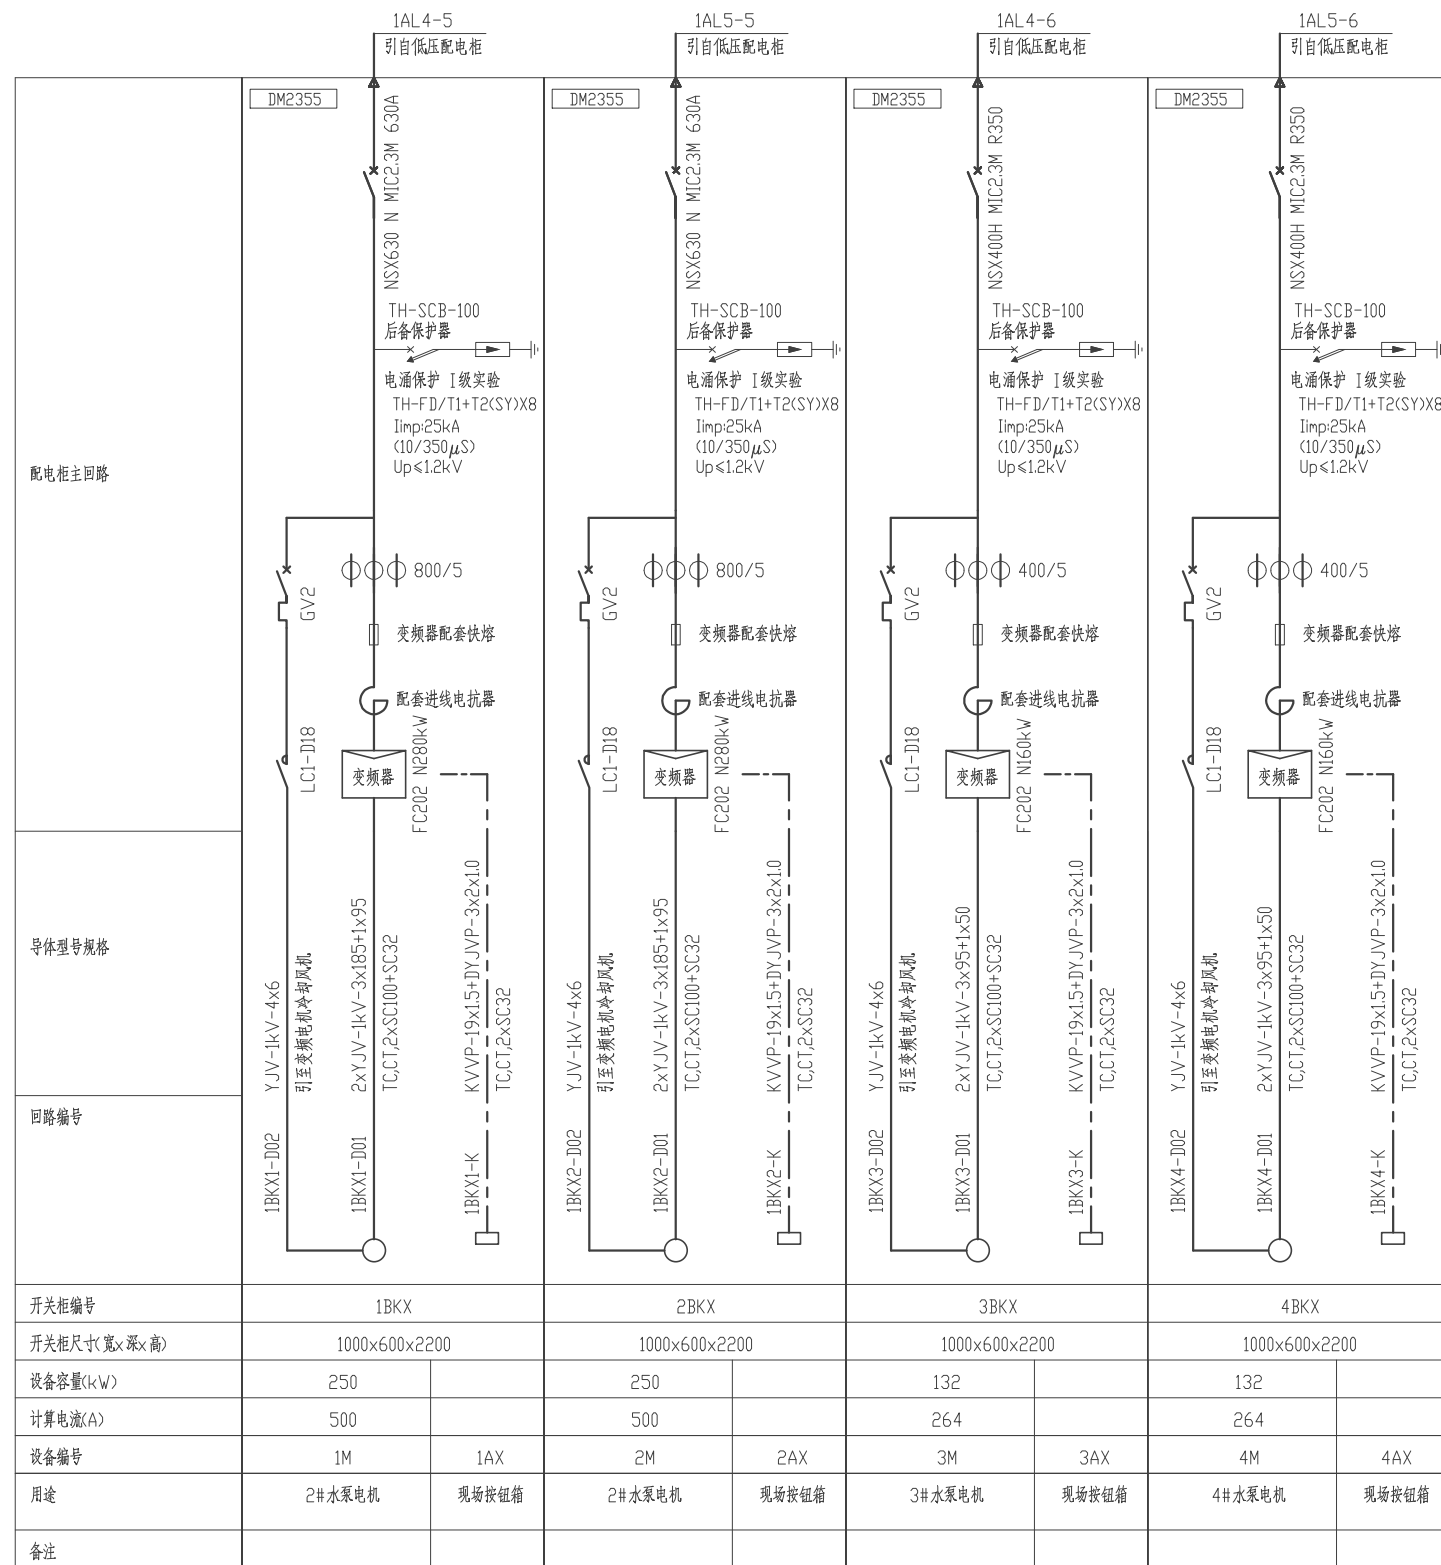 1AL4-5
引自低压配电柜
1AL5-5
引自低压配电柜
1AL4-6
引自低压配电柜
1AL5-6
引自低压配电柜
配电柜主回路
DM2355
NSX630 N MIC2.3M 630A
TH-SCB-100
后备保护器
电涌保护 I级实验
TH-FD/T1+T2(SY)X8
Iimp:25kA
(10/350μS)
Up≤1.2kV
800/5
GV2
变频器配套快熔
配套进线电抗器
LC1-D18
变频器
FC202 N280kW
DM2355
NSX630 N MIC2.3M 630A
TH-SCB-100
后备保护器
电涌保护 I级实验
TH-FD/T1+T2(SY)X8
Iimp:25kA
(10/350μS)
Up≤1.2kV
800/5
GV2
变频器配套快熔
配套进线电抗器
LC1-D18
变频器
FC202 N280kW
DM2355
NSX400H MIC2.3M R350
TH-SCB-100
后备保护器
电涌保护 I级实验
TH-FD/T1+T2(SY)X8
Iimp:25kA
(10/350μS)
Up≤1.2kV
400/5
GV2
变频器配套快熔
配套进线电抗器
LC1-D18
变频器
FC202 N160kW
DM2355
NSX400H MIC2.3M R350
TH-SCB-100
后备保护器
电涌保护 I级实验
TH-FD/T1+T2(SY)X8
Iimp:25kA
(10/350μS)
Up≤1.2kV
400/5
GV2
变频器配套快熔
配套进线电抗器
LC1-D18
变频器
FC202 N160kW
导体型号规格
YJV-1kV-4x6
引至变频电机冷却风机
2xYJV-1kV-3x185+1x95
TC,CT,2xSC100+SC32
KVVP-19x1.5+DYJVP-3x2x1.0
TC,CT,2xSC32
YJV-1kV-4x6
引至变频电机冷却风机
2xYJV-1kV-3x185+1x95
TC,CT,2xSC100+SC32
KVVP-19x1.5+DYJVP-3x2x1.0
TC,CT,2xSC32
YJV-1kV-4x6
引至变频电机冷却风机
2xYJV-1kV-3x95+1x50
TC,CT,2xSC100+SC32
KVVP-19x1.5+DYJVP-3x2x1.0
TC,CT,2xSC32
YJV-1kV-4x6
引至变频电机冷却风机
2xYJV-1kV-3x95+1x50
TC,CT,2xSC100+SC32
KVVP-19x1.5+DYJVP-3x2x1.0
TC,CT,2xSC32
回路编号
1BKX1-D02
1BKX1-D01
1BKX1-K
1BKX2-D02
1BKX2-D01
1BKX2-K
1BKX3-D02
1BKX3-D01
1BKX3-K
1BKX4-D02
1BKX4-D01
1BKX4-K
开关柜编号 1BKX 2BKX 3BKX 4BKX
开关柜尺寸(宽x深x高) 1000x600x2200 1000x600x2200 1000x600x2200 1000x600x2200
设备容量(kW) 250 250 132 132
计算电流(A) 500 500 264 264
设备编号 1M 1AX 2M 2AX 3M 3AX 4M 4AX
用途 2#水泵电机 现场按钮箱 2#水泵电机 现场按钮箱 3#水泵电机 现场按钮箱 4#水泵电机 现场按钮箱
备注